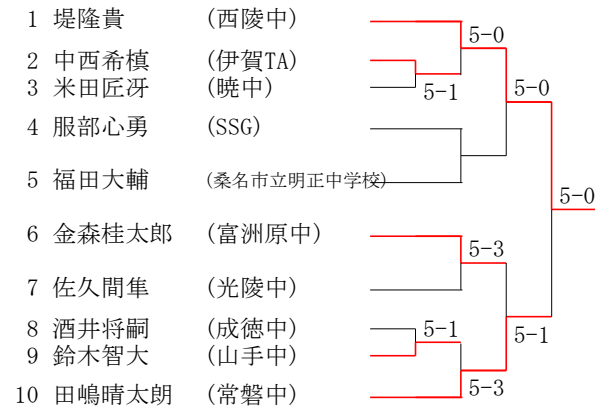 1 堤隆貴 (西陵中)
5-0
2 中西希槙 (伊賀TA)
3 米田匠冴 (暁中)
5-1
5-0
4 服部心勇 (SSG)
5 福田大輔 (桑名市立明正中学校)
5-0
6 金森桂太郎 (富洲原中)
5-3
7 佐久間隼 (光陵中)
8 酒井将嗣 (成徳中)
5-1
5-1
9 鈴木智大 (山手中)
10 田嶋晴太朗 (常磐中)
5-3